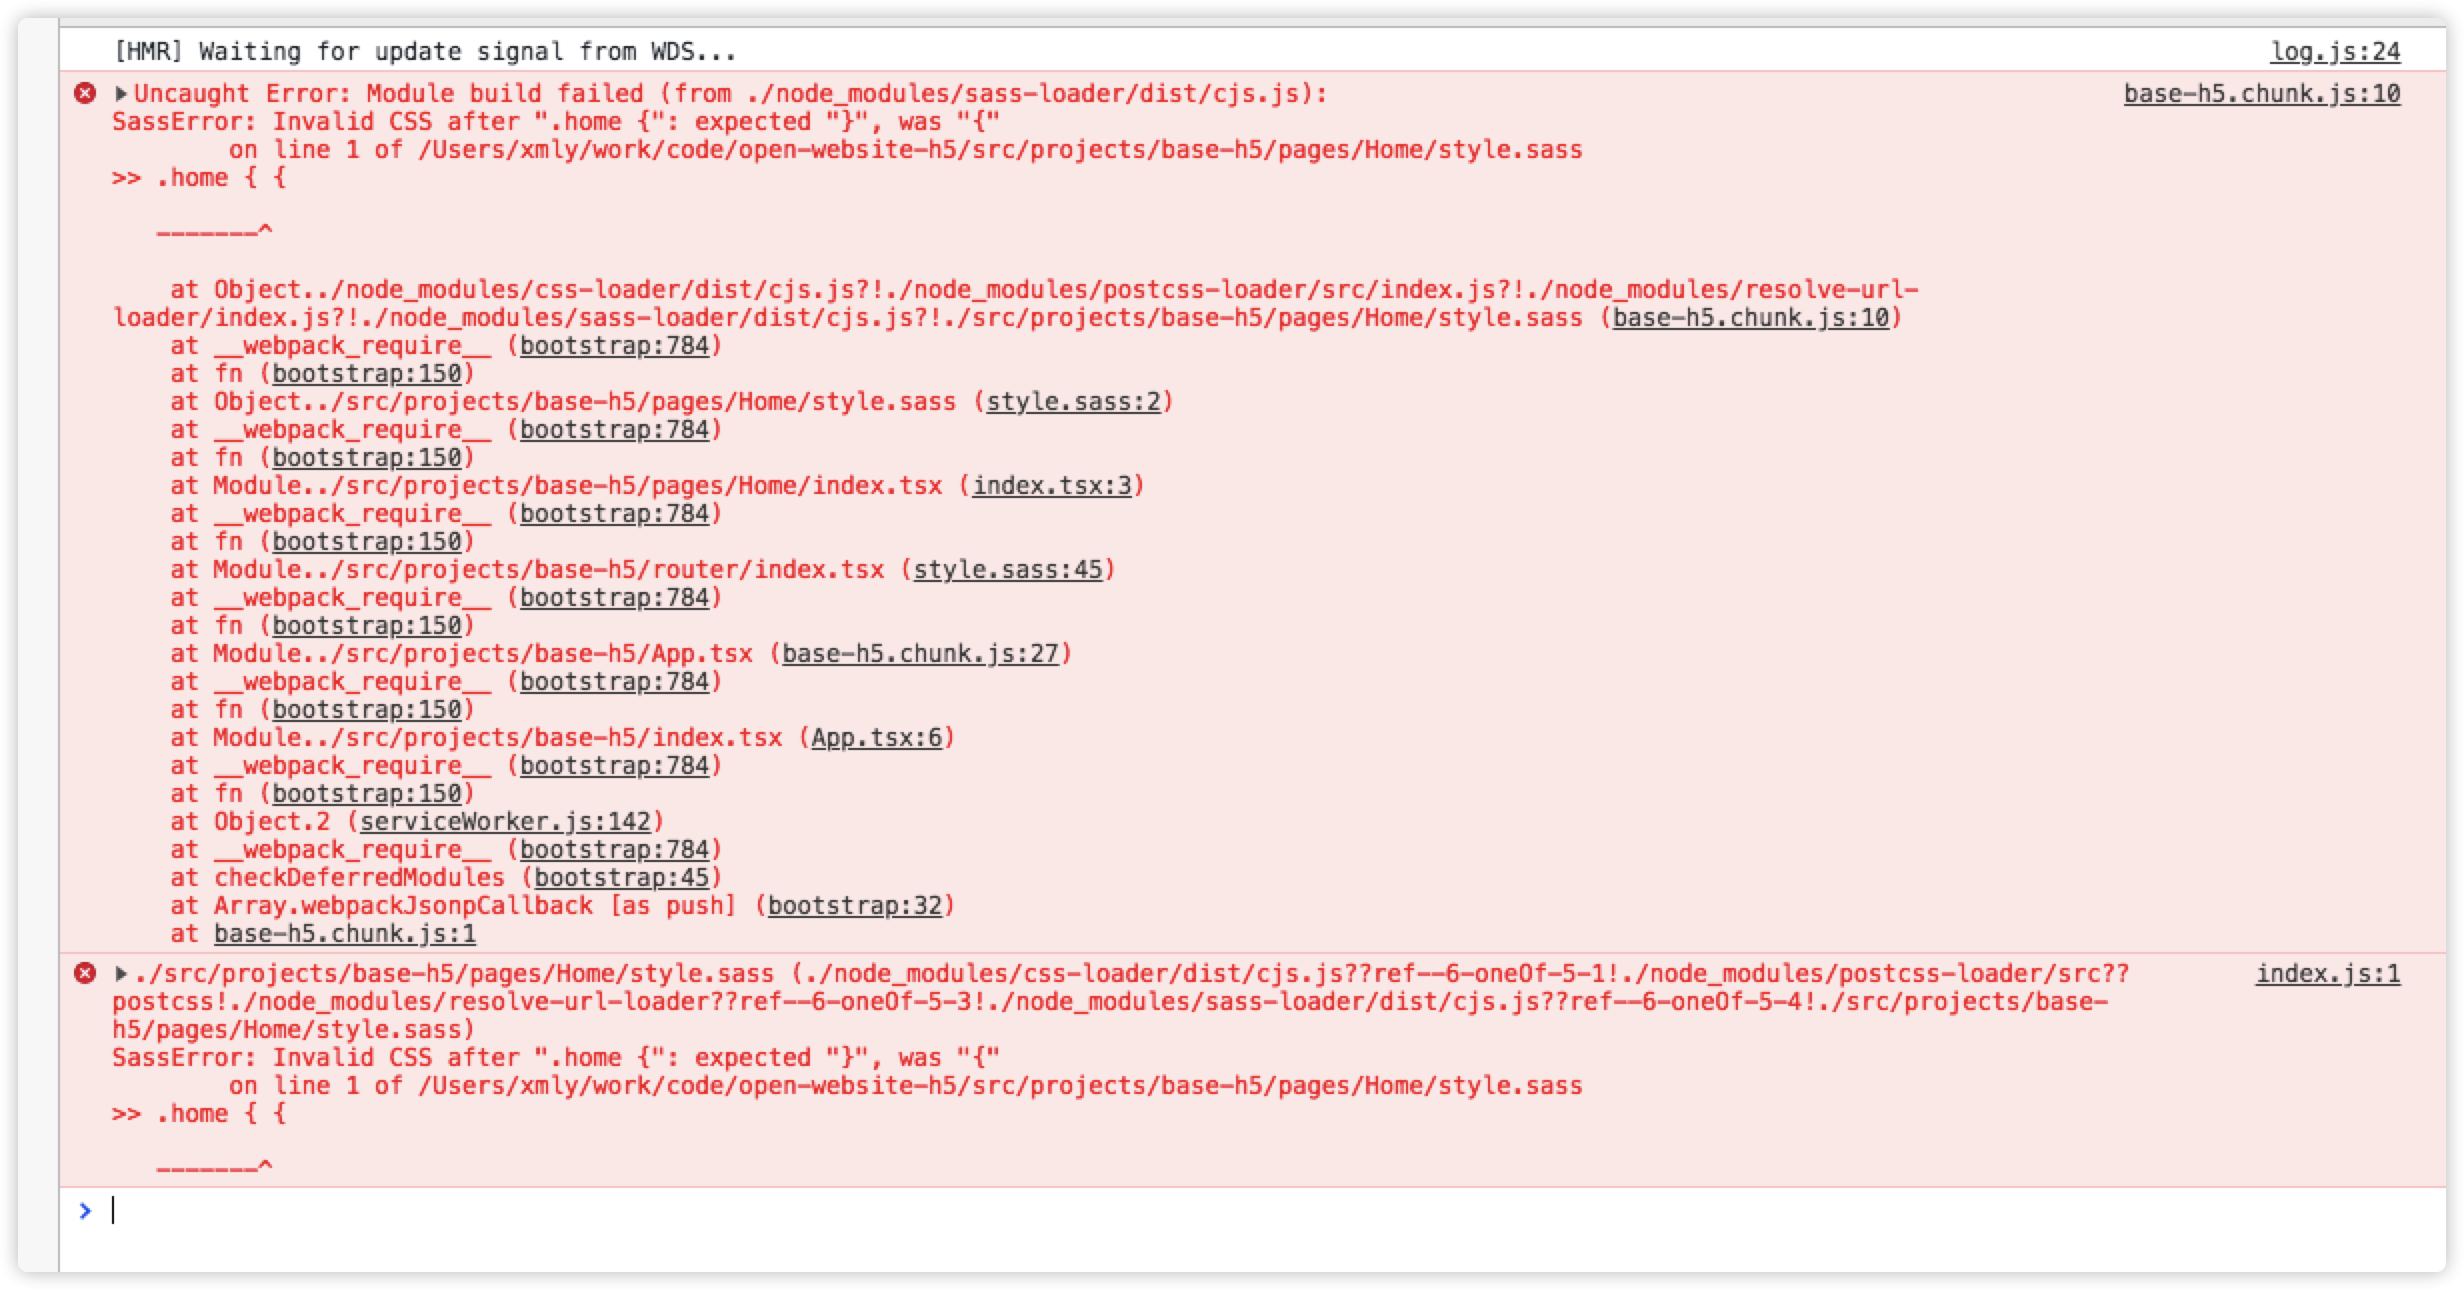 [HMR] Waiting for update signal from WDS... log.js:24
Uncaught Error: Module build failed (from ./node_modules/sass-loader/dist/cjs.js): base-h5.chunk.js:10
SassError: Invalid CSS after ".home {": expected "}", was "{"
on line 1 of /Users/xmly/work/code/open-website-h5/src/projects/base-h5/pages/Home/style.sass
>> .home { {
-------^
at Object../node_modules/css-loader/dist/cjs.js?!./node_modules/postcss-loader/src/index.js?!./node_modules/resolve-url-
loader/index.js?!./node_modules/sass-loader/dist/cjs.js?!./src/projects/base-h5/pages/Home/style.sass (base-h5.chunk.js:10)
at __webpack_require__ (bootstrap:784)
at fn (bootstrap:150)
at Object../src/projects/base-h5/pages/Home/style.sass (style.sass:2)
at __webpack_require__ (bootstrap:784)
at fn (bootstrap:150)
at Module../src/projects/base-h5/pages/Home/index.tsx (index.tsx:3)
at __webpack_require__ (bootstrap:784)
at fn (bootstrap:150)
at Module../src/projects/base-h5/router/index.tsx (style.sass:45)
at __webpack_require__ (bootstrap:784)
at fn (bootstrap:150)
at Module../src/projects/base-h5/App.tsx (base-h5.chunk.js:27)
at __webpack_require__ (bootstrap:784)
at fn (bootstrap:150)
at Module../src/projects/base-h5/index.tsx (App.tsx:6)
at __webpack_require__ (bootstrap:784)
at fn (bootstrap:150)
at Object.2 (serviceWorker.js:142)
at __webpack_require__ (bootstrap:784)
at checkDeferredModules (bootstrap:45)
at Array.webpackJsonpCallback [as push] (bootstrap:32)
at base-h5.chunk.js:1
./src/projects/base-h5/pages/Home/style.sass (./node_modules/css-loader/dist/cjs.js??ref--6-oneOf-5-1!./node_modules/postcss-loader/src?? index.js:1
postcss!./node_modules/resolve-url-loader??ref--6-oneOf-5-3!./node_modules/sass-loader/dist/cjs.js??ref--6-oneOf-5-4!./src/projects/base-
h5/pages/Home/style.sass)
SassError: Invalid CSS after ".home {": expected "}", was "{"
on line 1 of /Users/xmly/work/code/open-website-h5/src/projects/base-h5/pages/Home/style.sass
>> .home { {
-------^
>